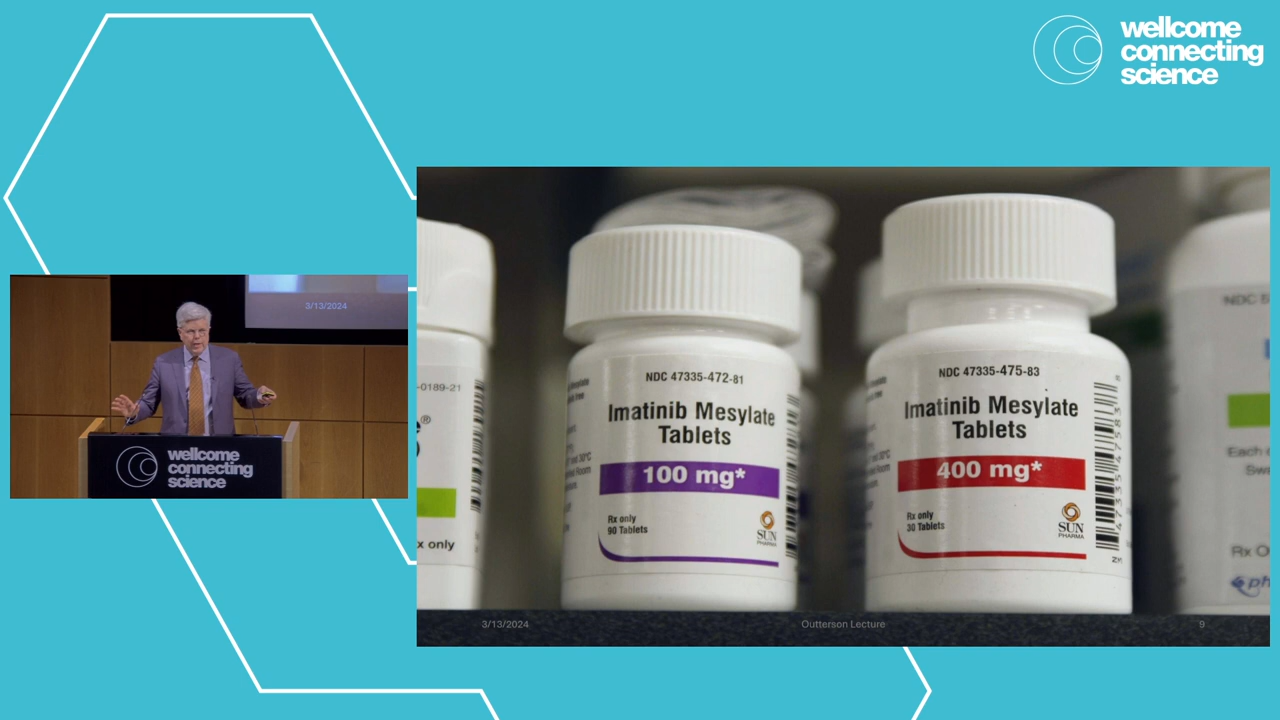 wellcome
connecting
science
3/13/2024
wellcome
connecting
science
-0189-21
®
x only
NDC 47335-472-81
Imatinib Mesylate
Tablets
100 mg*
Rx only
90 Tablets
SUN
PHARMA
NDC 47335-475-83
Imatinib Mesylate
Tablets
400 mg*
Rx only
30 Tablets
SUN
PHARMA
NDC
Each
Rx O
ph
3/13/2024
Outterson Lecture
9